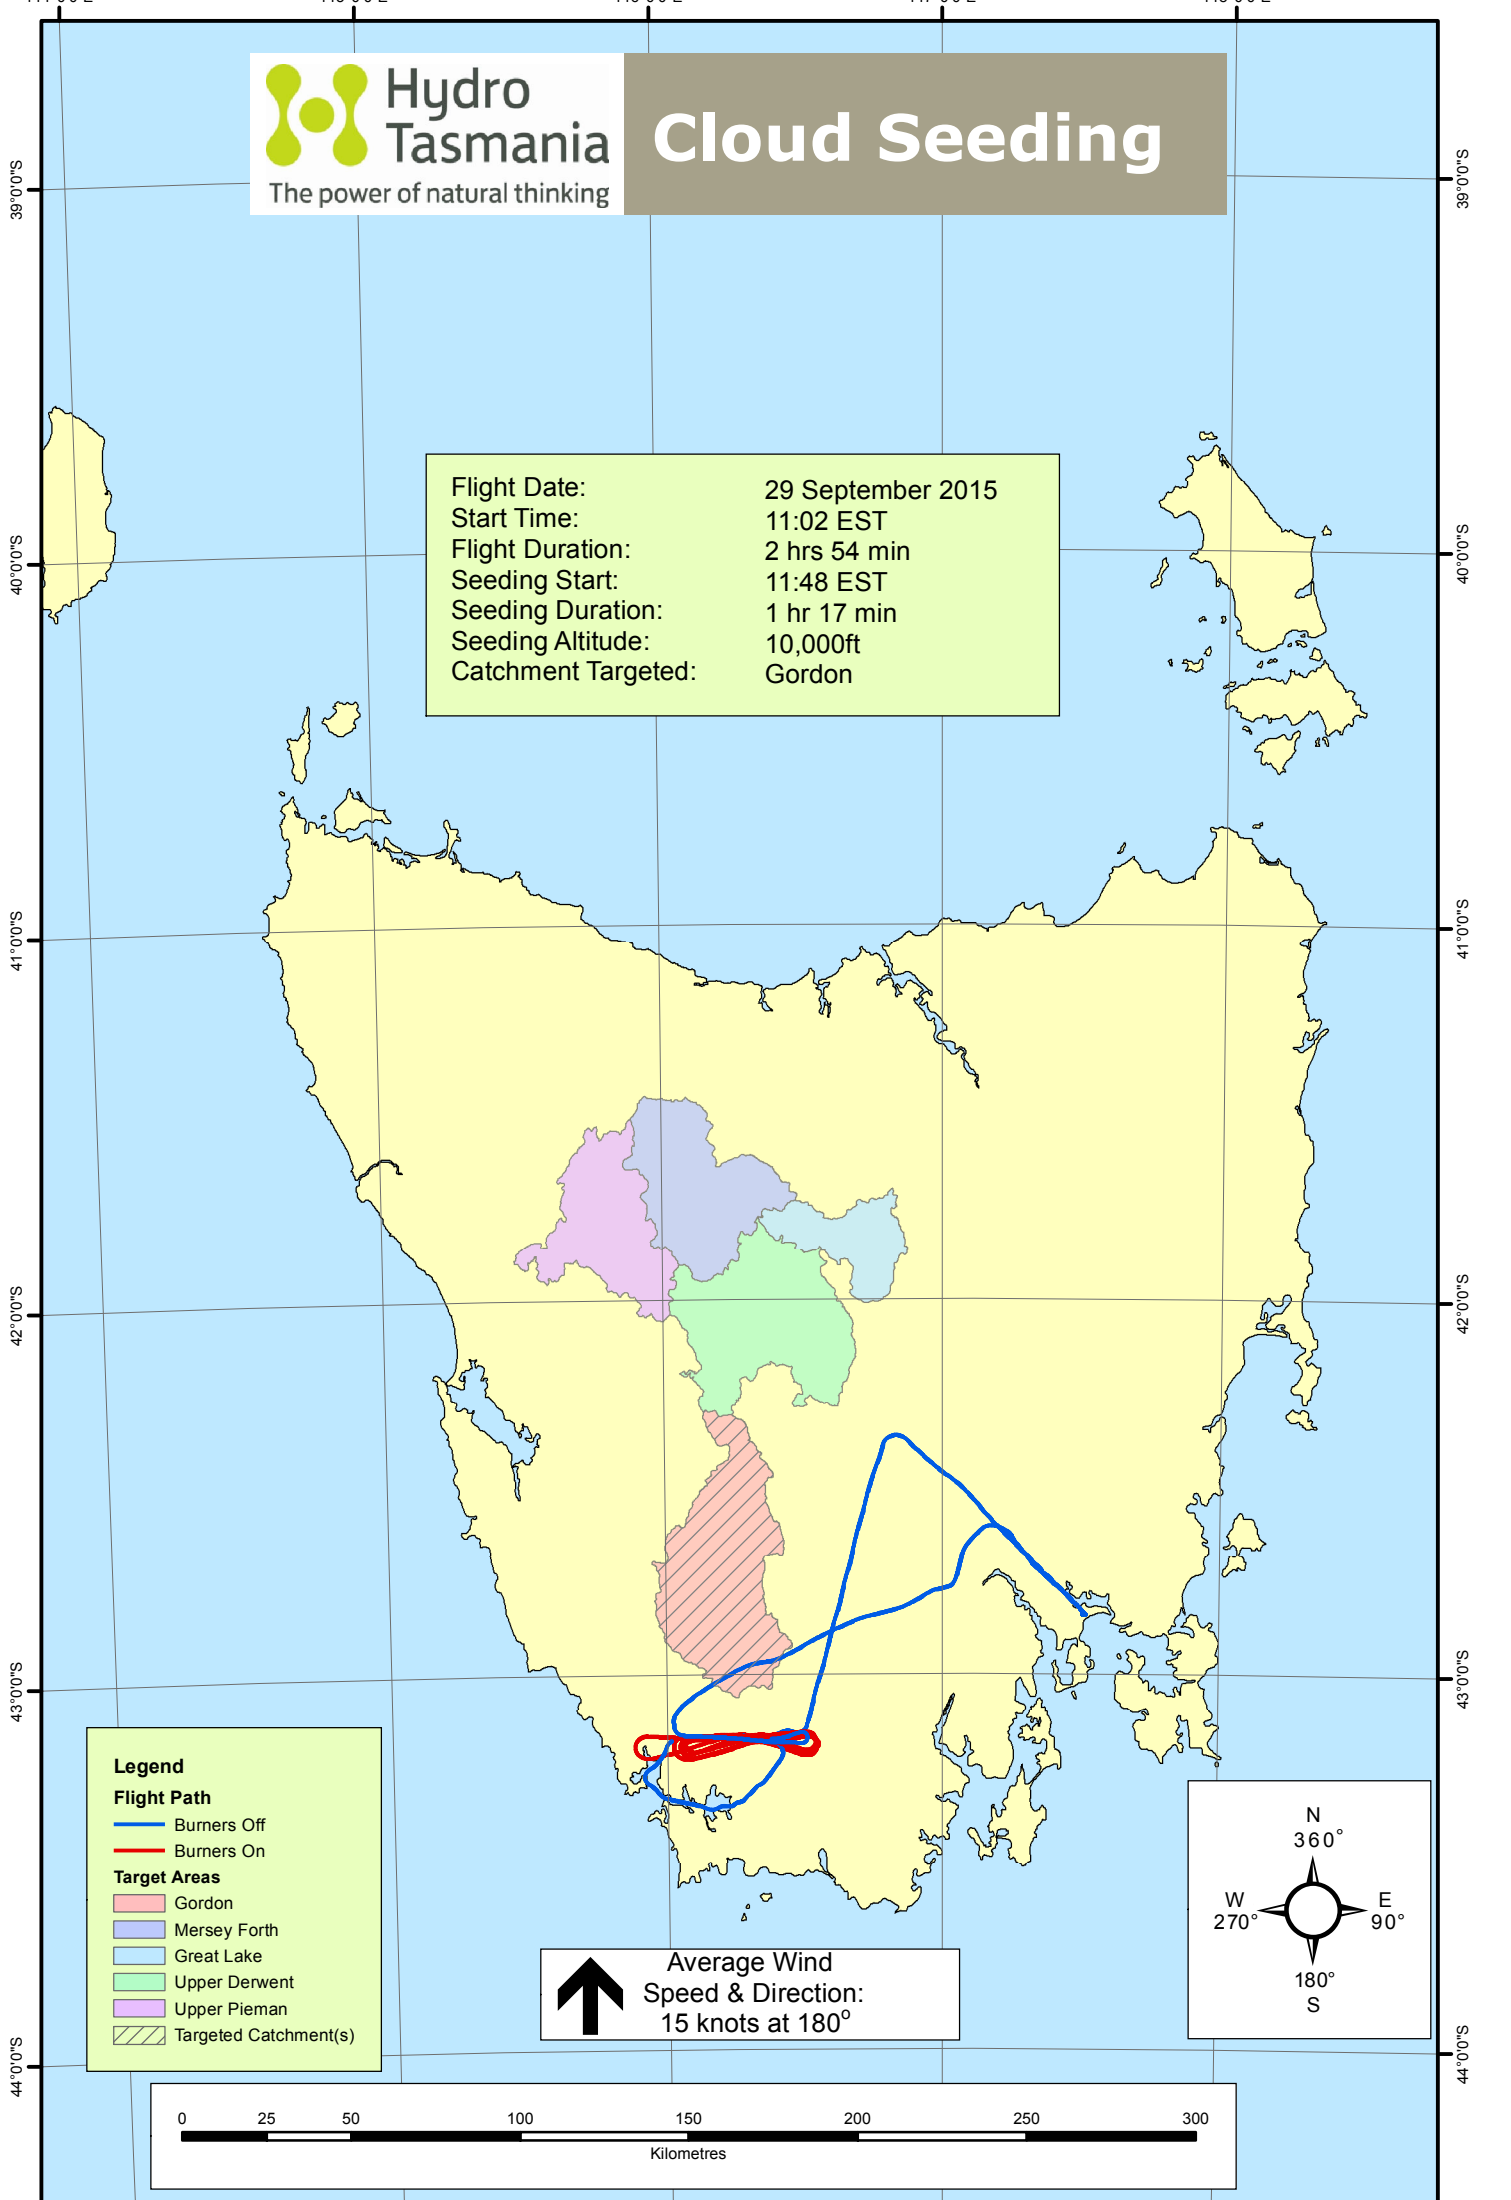 Hydro
Tasmania
The power of natural thinking
Cloud Seeding
39°0'0"S
39°0'0"S
Flight Date: 29 September 2015
Start Time: 11:02 EST
Flight Duration: 2 hrs 54 min
Seeding Start: 11:48 EST
Seeding Duration: 1 hr 17 min
Seeding Altitude: 10,000ft
Catchment Targeted: Gordon
40°0'0"S
40°0'0"S
41°0'0"S
41°0'0"S
42°0'0"S
42°0'0"S
43°0'0"S
43°0'0"S
Legend
Flight Path
Burners Off
Burners On
Target Areas
Gordon
Mersey Forth
Great Lake
Upper Derwent
Upper Pieman
Targeted Catchment(s)
N
360°
W
270°
E
90°
180°
S
Average Wind
Speed & Direction:
15 knots at 180°
44°0'0"S
44°0'0"S
0 25 50 100 150 200 250 300
Kilometres